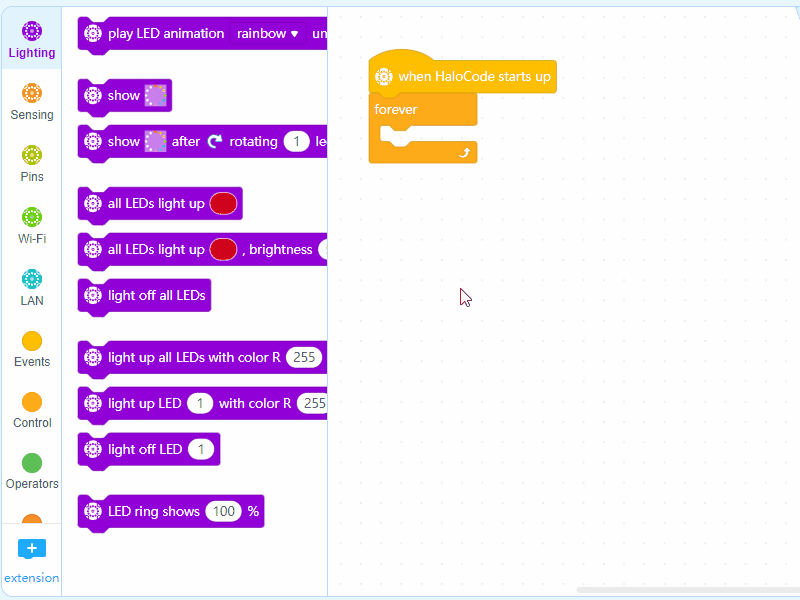 Lighting
Sensing
Pins
Wi-Fi
LAN
Events
Control
Operators
extension
play LED animation rainbow un
show
show after rotating 1 le
all LEDs light up
all LEDs light up , brightness
light off all LEDs
light up all LEDs with color R 255
light up LED 1 with color R 255
light off LED 1
LED ring shows 100 %
when HaloCode starts up
forever